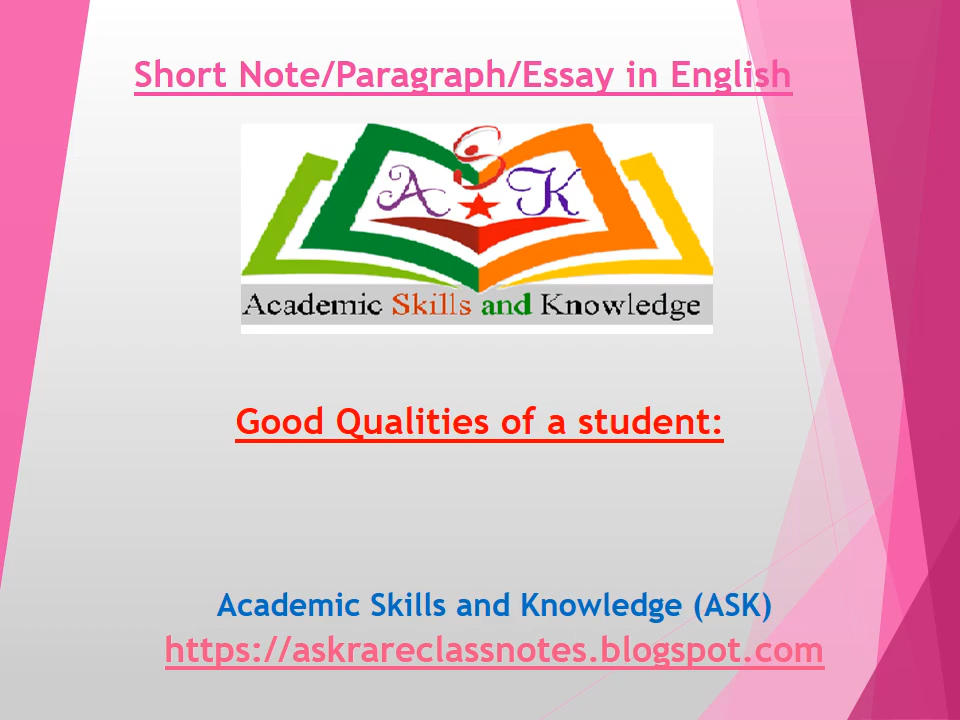 Short Note/Paragraph/Essay in English
A S K
Academic Skills and Knowledge
Good Qualities of a student:
Academic Skills and Knowledge (ASK)
https://askrareclassnotes.blogspot.com